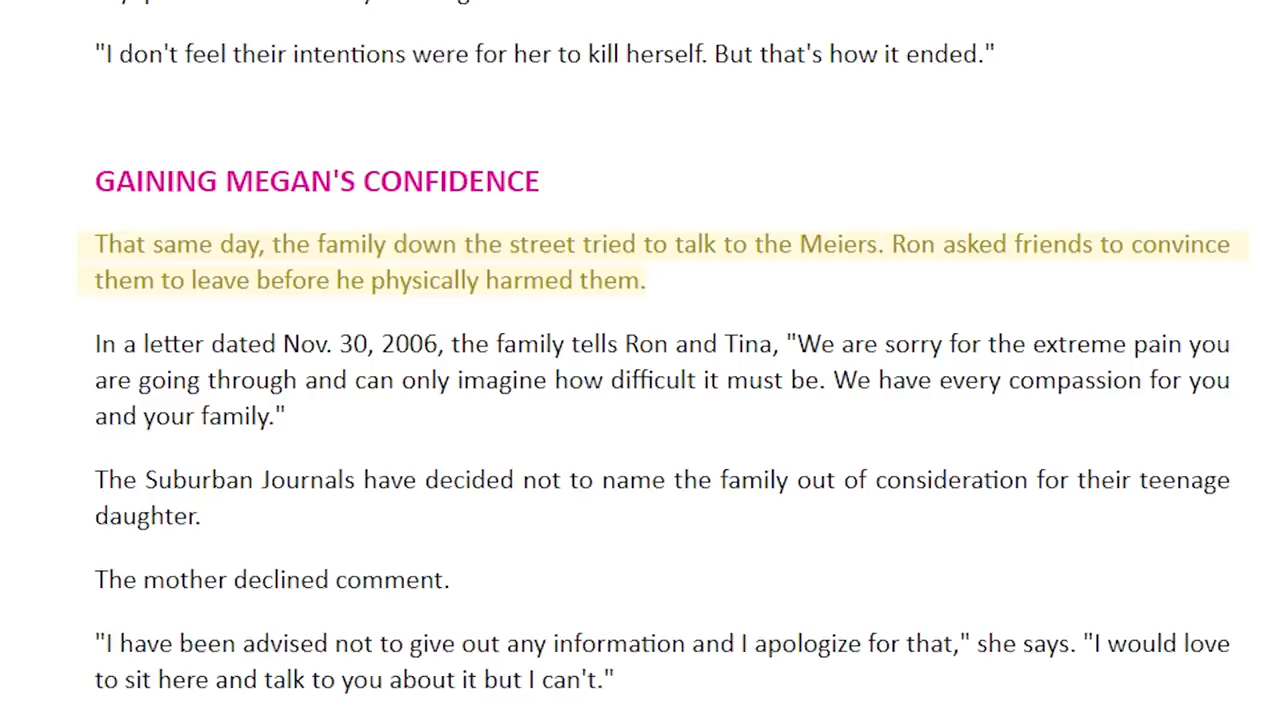 "I don't feel their intentions were for her to kill herself. But that's how it ended."
GAINING MEGAN'S CONFIDENCE
That same day, the family down the street tried to talk to the Meiers. Ron asked friends to convince
them to leave before he physically harmed them.
In a letter dated Nov. 30, 2006, the family tells Ron and Tina, "We are sorry for the extreme pain you
are going through and can only imagine how difficult it must be. We have every compassion for you
and your family."
The Suburban Journals have decided not to name the family out of consideration for their teenage
daughter.
The mother declined comment.
"I have been advised not to give out any information and I apologize for that," she says. "I would love
to sit here and talk to you about it but I can't."